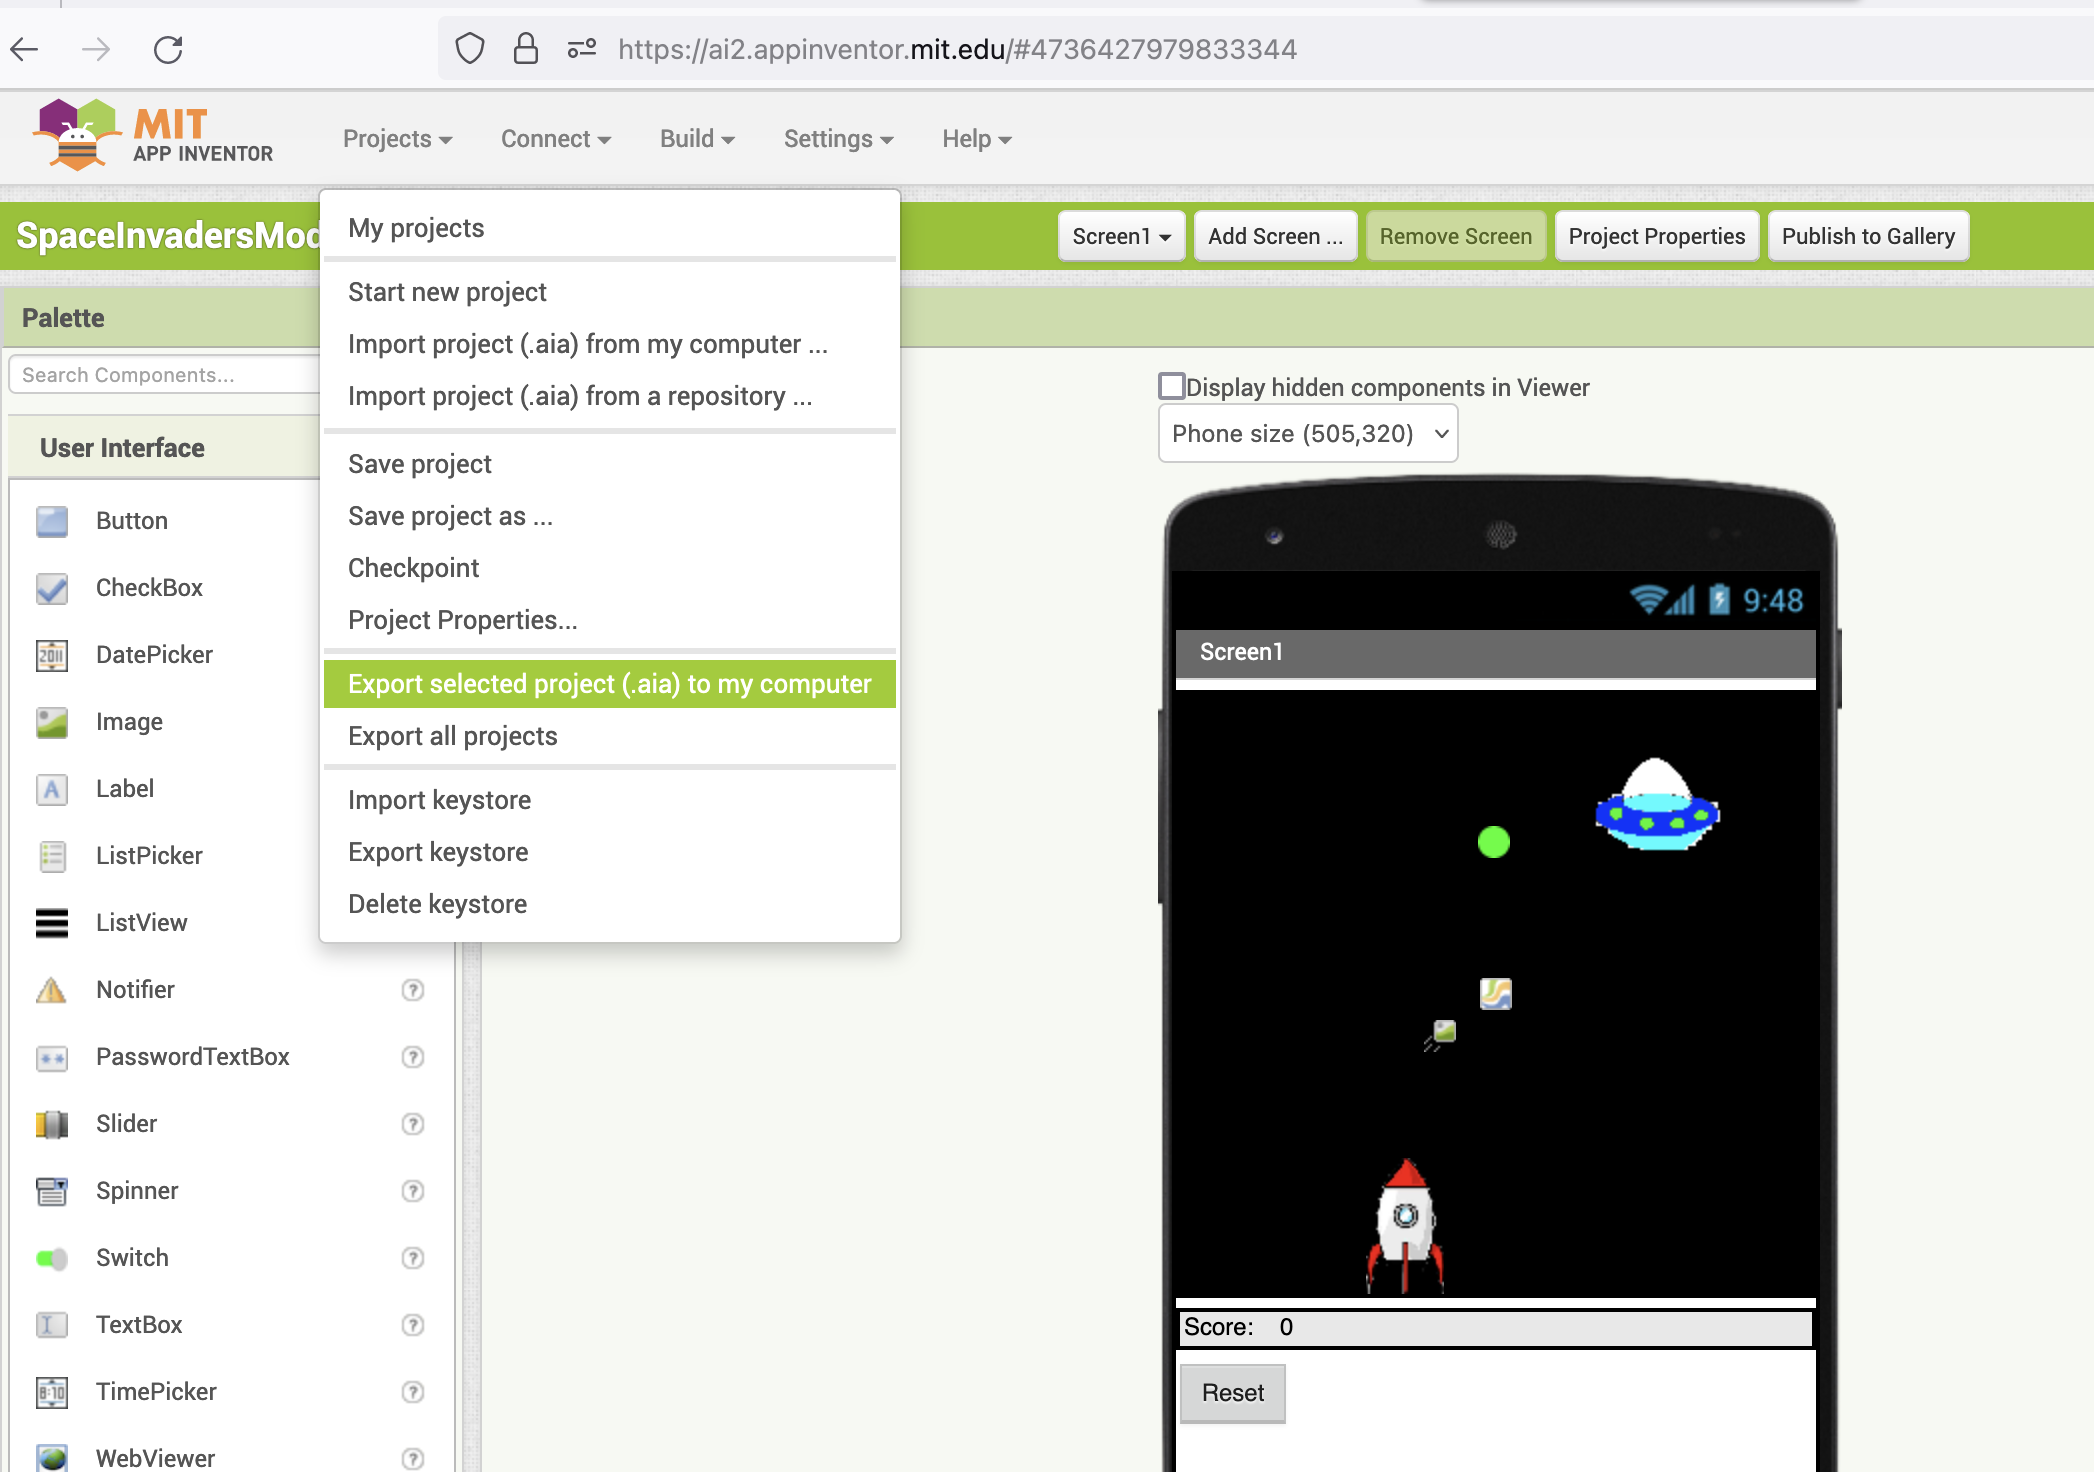 https://ai2.appinventor.mit.edu/#4736427979833344
MIT
APP INVENTOR
Projects
Connect
Build
Settings
Help
SpaceInvadersMod
Screen1
Add Screen ...
Remove Screen
Project Properties
Publish to Gallery
My projects
Start new project
Import project (.aia) from my computer ...
Import project (.aia) from a repository ...
Save project
Save project as ...
Checkpoint
Project Properties...
Export selected project (.aia) to my computer
Export all projects
Import keystore
Export keystore
Delete keystore
Palette
Search Components...
User Interface
Button
CheckBox
2011
DatePicker
Image
A
Label
ListPicker
ListView
Notifier
?
PasswordTextBox
?
Slider
?
Spinner
?
Switch
?
TextBox
?
8:10
TimePicker
?
WebViewer
?
Display hidden components in Viewer
Phone size (505,320)
9:48
Screen1
Score: 0
Reset